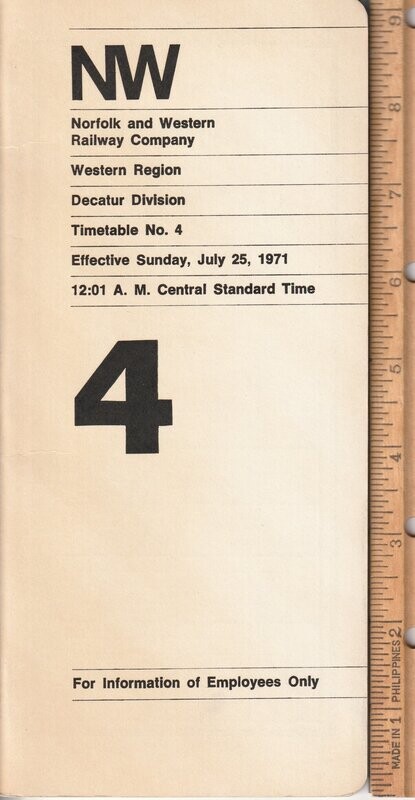 NW
Norfolk and Western
Railway Company
Western Region
Decatur Division
Timetable No. 4
Effective Sunday, July 25, 1971
12:01 A. M. Central Standard Time
4
For Information of Employees Only
9
8
7
6
5
4
3
2
1
MADE IN PHILIPPINES